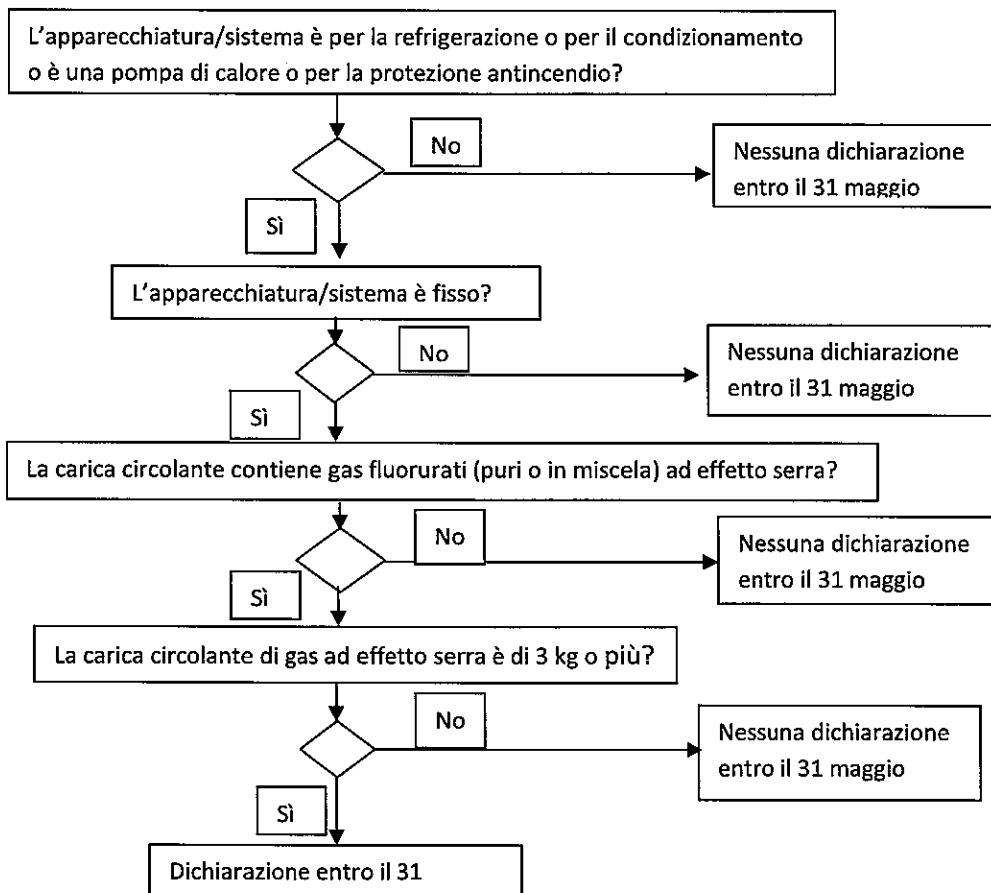 L'apparecchiatura/sistema è per la refrigerazione o per il condizionamento
o è una pompa di calore o per la protezione antincendio?
No
Nessuna dichiarazione
entro il 31 maggio
Sì
L'apparecchiatura/sistema è fisso?
No
Nessuna dichiarazione
entro il 31 maggio
Sì
La carica circolante contiene gas fluorurati (puri o in miscela) ad effetto serra?
No
Nessuna dichiarazione
entro il 31 maggio
Sì
La carica circolante di gas ad effetto serra è di 3 kg o più?
No
Nessuna dichiarazione
entro il 31 maggio
Sì
Dichiarazione entro il 31